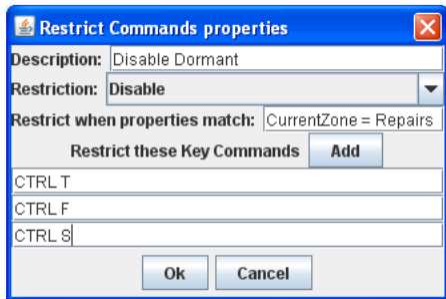 Restrict Commands properties
Description: Disable Dormant
Restriction: Disable
Restrict when properties match: CurrentZone = Repairs
Restrict these Key Commands Add
CTRL T
CTRL F
CTRL S
Ok Cancel